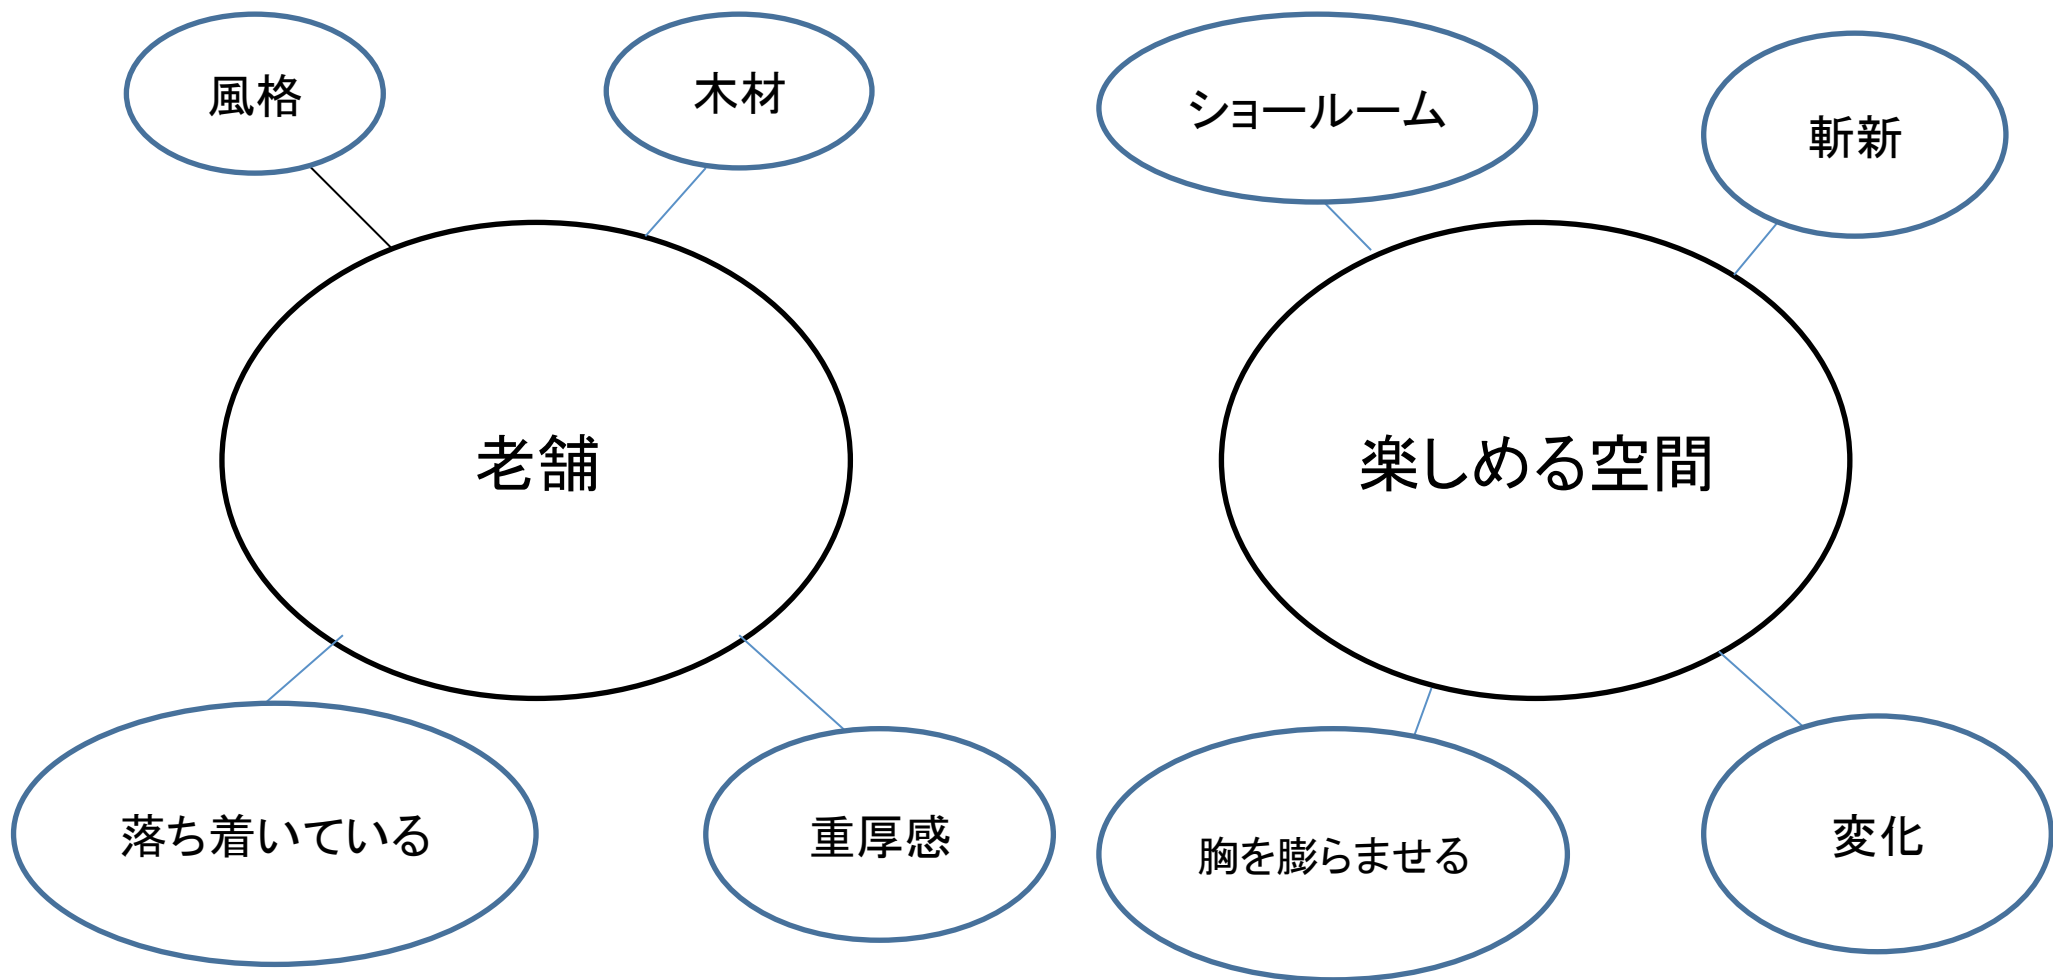 風格
木材
老舗
落ち着いている
重厚感
ショールーム
斬新
楽しめる空間
胸を膨らませる
変化